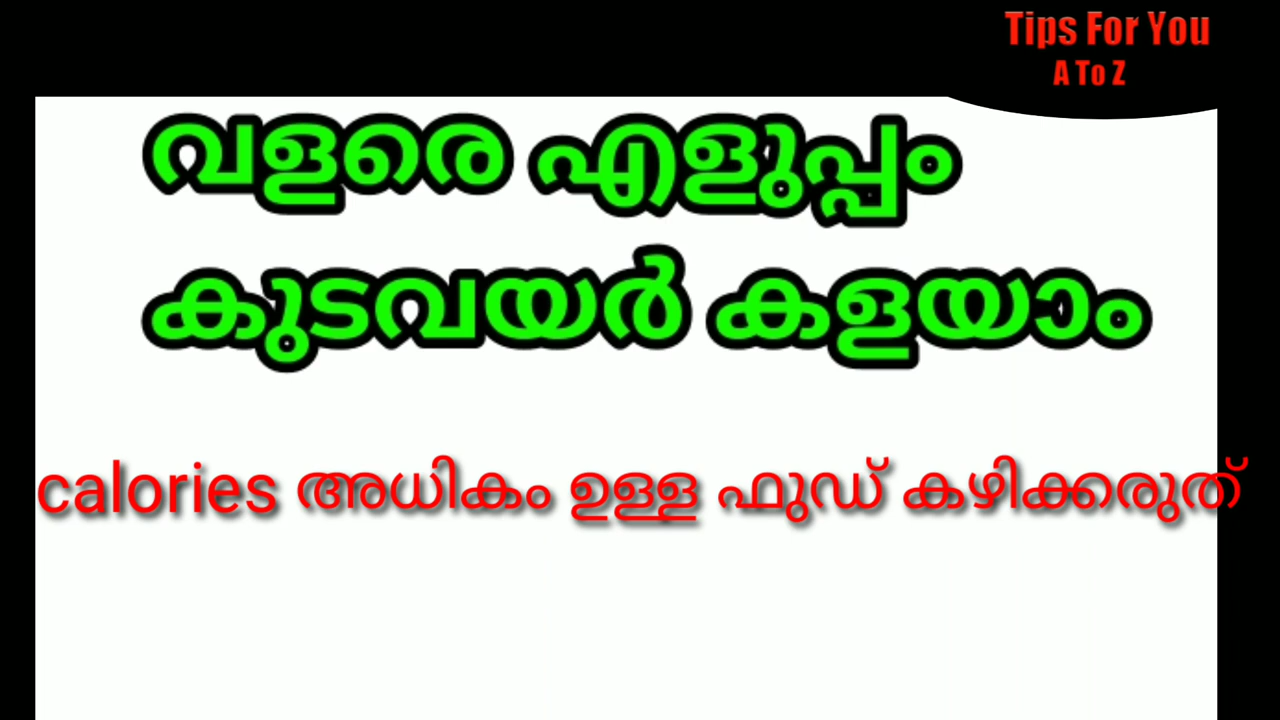 Tips For You
A To Z
വളരെ എളുപ്പം
കുടവയർ കളയാം
calories അധികം ഉള്ള ഫുഡ് കഴിക്കരുത്